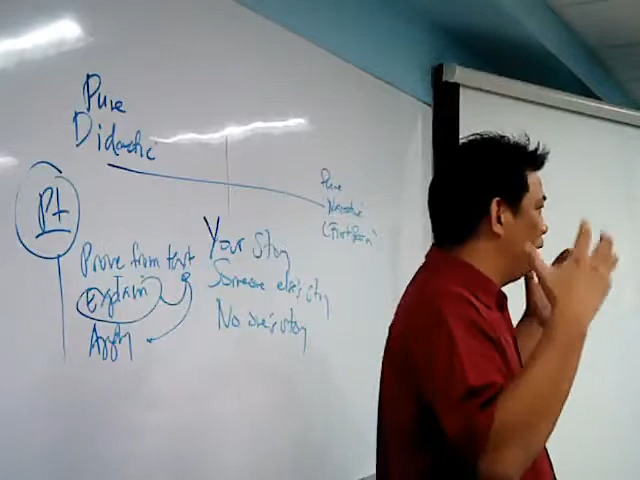 Pure
Didactic
Pure
Narrative
(First Person)
Pt
Prove from text
Explain
Apply
Your Story
Someone else's story
No one's story